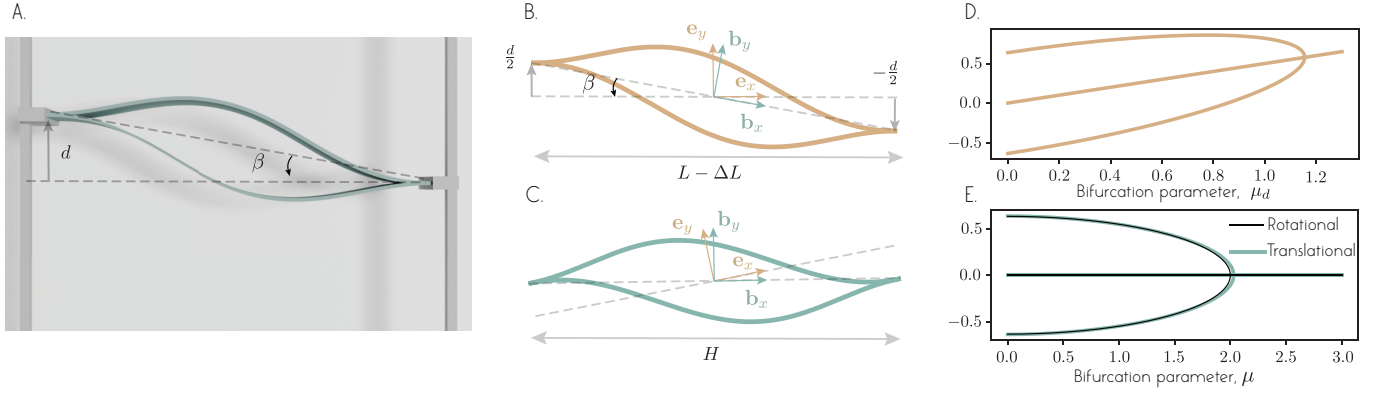 A.
d
β
B.
d/2
e_y
b_y
−d/2
β
e_x
b_x
L − ΔL
C.
e_y
b_y
e_x
b_x
H
D.
0.5
0.0
−0.5
0.0 0.2 0.4 0.6 0.8 1.0 1.2
Bifurcation parameter, μ_d
E.
0.5
0.0
−0.5
Rotational
Translational
0.0 0.5 1.0 1.5 2.0 2.5 3.0
Bifurcation parameter, μ